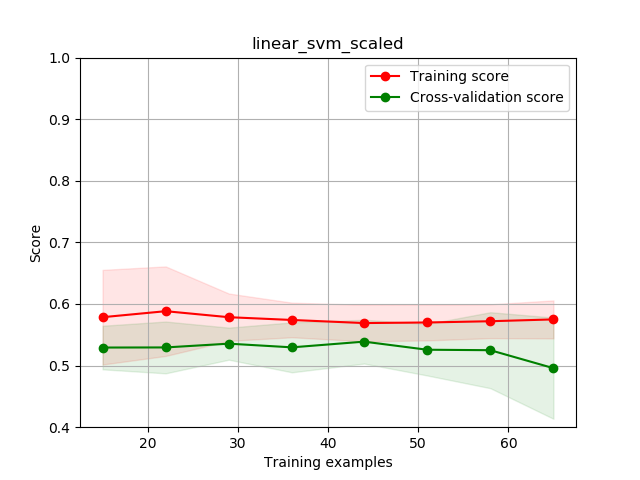 linear_svm_scaled
1.0
0.9
0.8
0.7
0.6
0.5
0.4
Score
Training score
Cross-validation score
20 30 40 50 60
Training examples